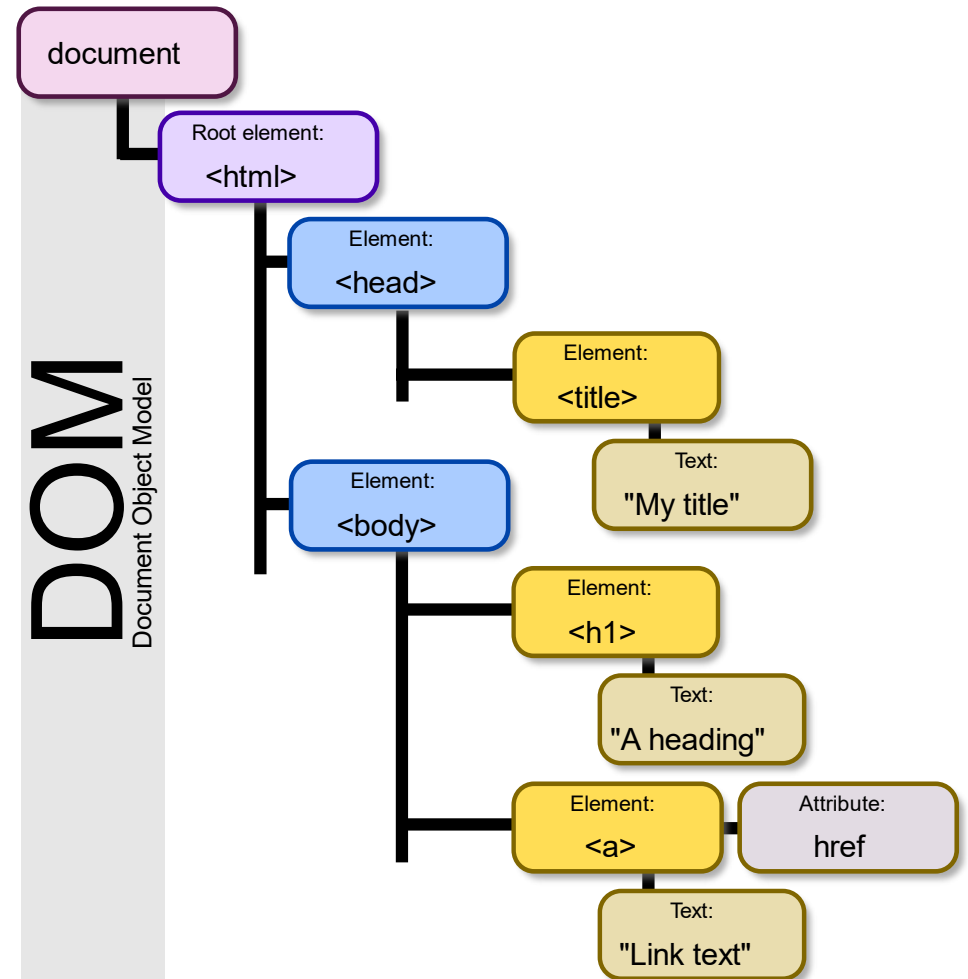 document
Root element:
<html>
Element:
<head>
Element:
<title>
Text:
"My title"
Element:
<body>
Element:
<h1>
Text:
"A heading"
Element:
<a>
Attribute:
href
Text:
"Link text"
DOM
Document Object Model